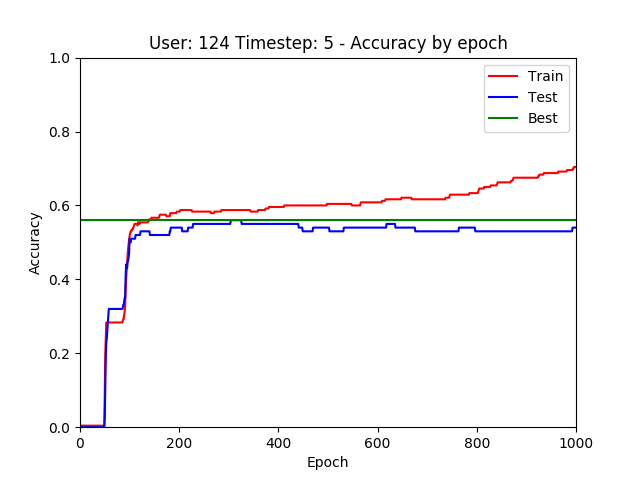 User: 124 Timestep: 5 - Accuracy by epoch
1.0
0.8
0.6
0.4
0.2
0.0
Accuracy
Train
Test
Best
0 200 400 600 800 1000
Epoch